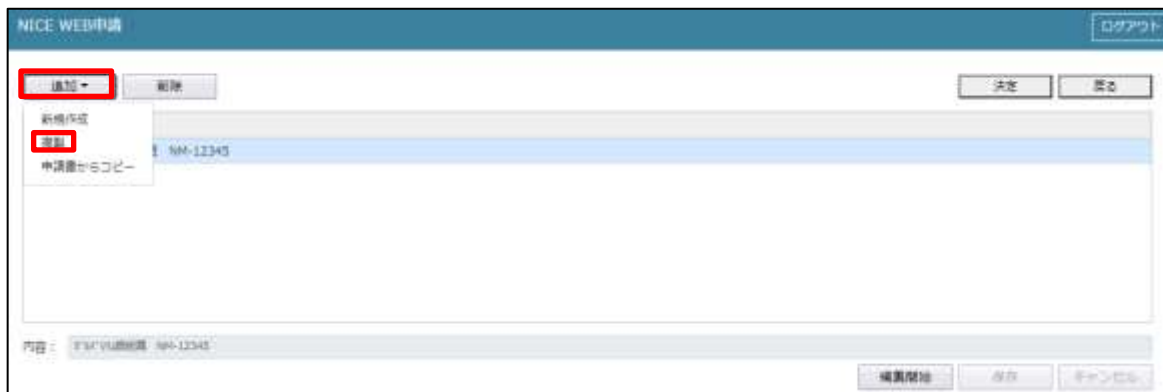 NICE WEB申請
ログアウト
追加▼
削除
決定
戻る
新規作成
複製
NM-12345
申請書からコピー
内容：
NM-12345
編集開始
保存
キャンセル